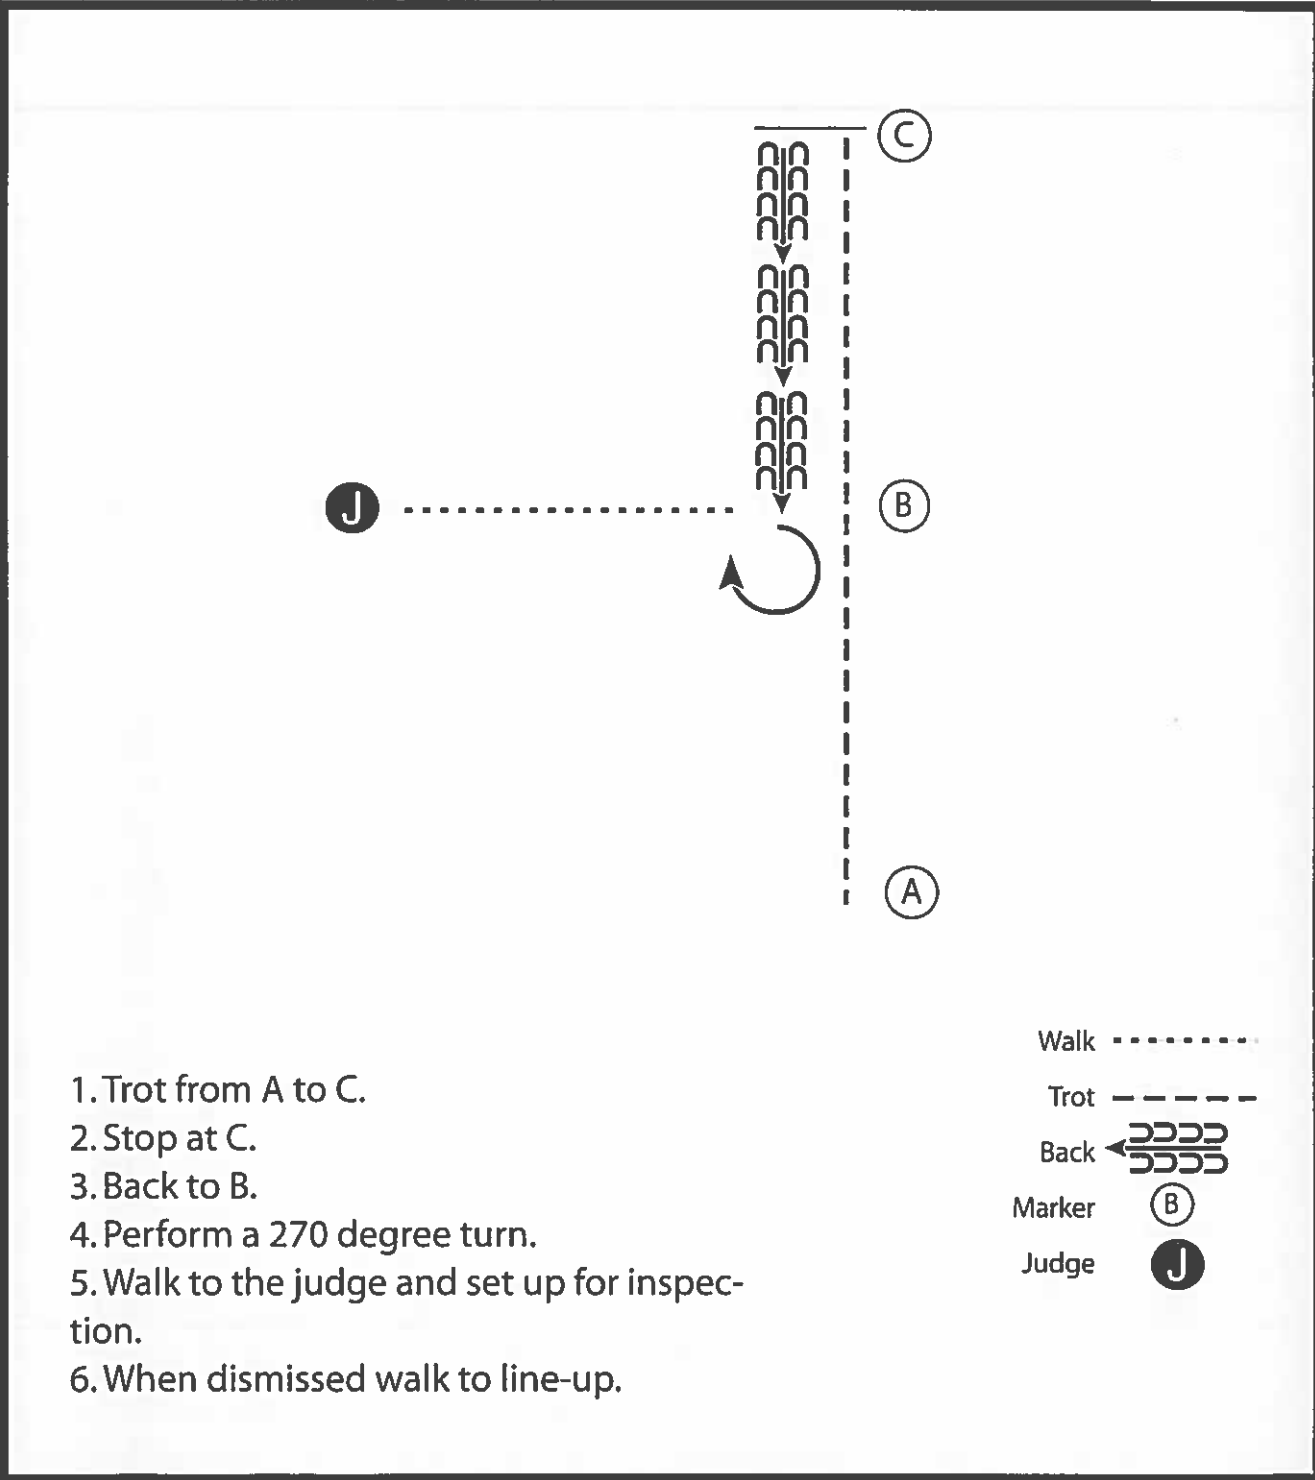 C
J
B
A
Walk
Trot
Back
Marker B
Judge J
1. Trot from A to C.
2. Stop at C.
3. Back to B.
4. Perform a 270 degree turn.
5. Walk to the judge and set up for inspec-
tion.
6. When dismissed walk to line-up.